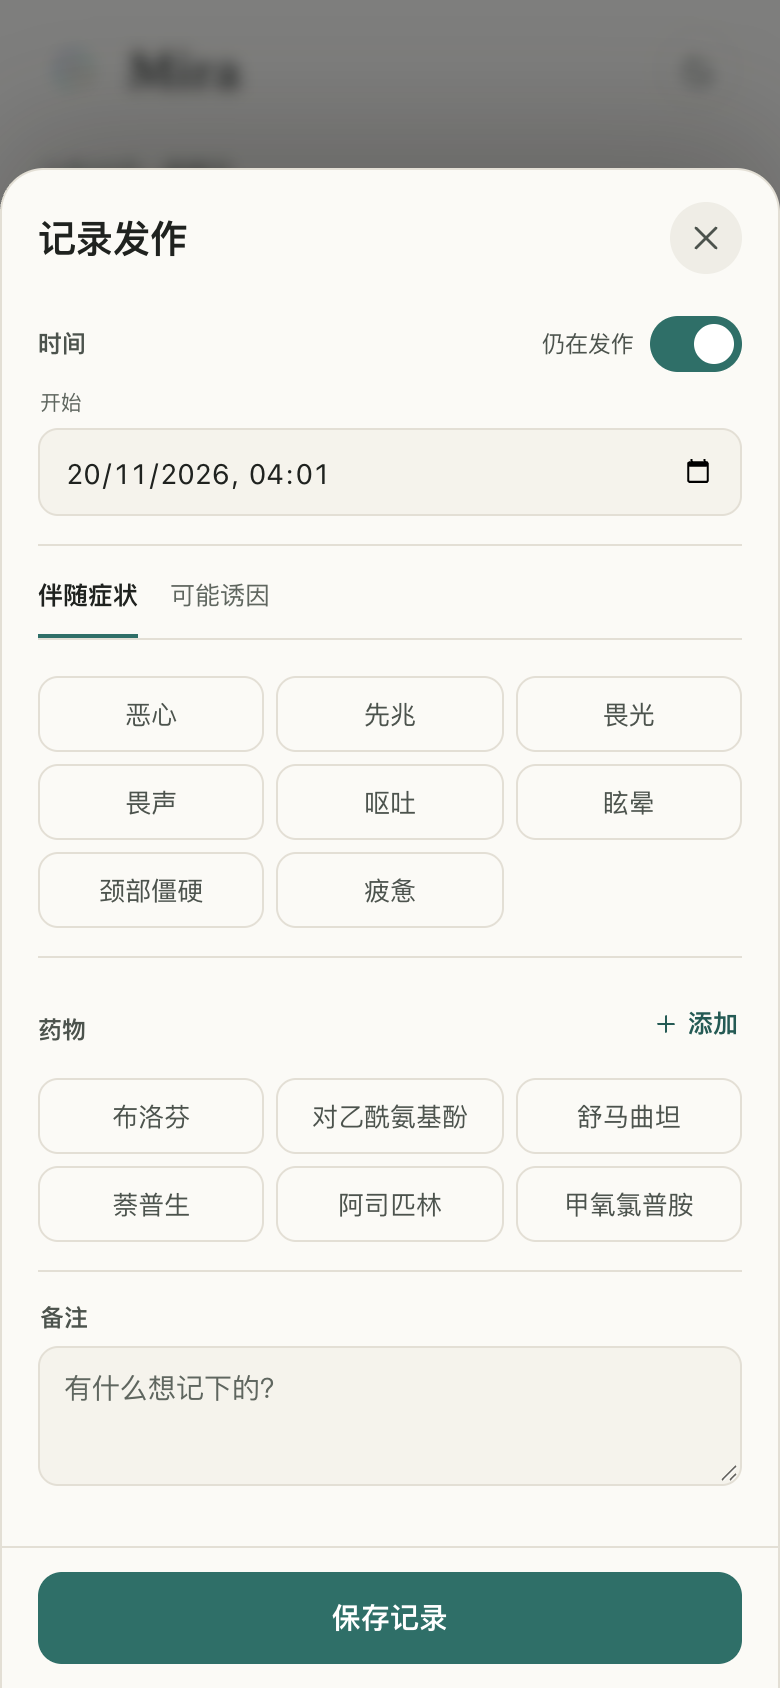 Mira
记录发作
时间
仍在发作
开始
20/11/2026, 04:01
伴随症状 可能诱因
恶心 先兆 畏光
畏声 呕吐 眩晕
颈部僵硬 疲惫
药物
+ 添加
布洛芬 对乙酰氨基酚 舒马曲坦
萘普生 阿司匹林 甲氧氯普胺
备注
有什么想记下的?
保存记录